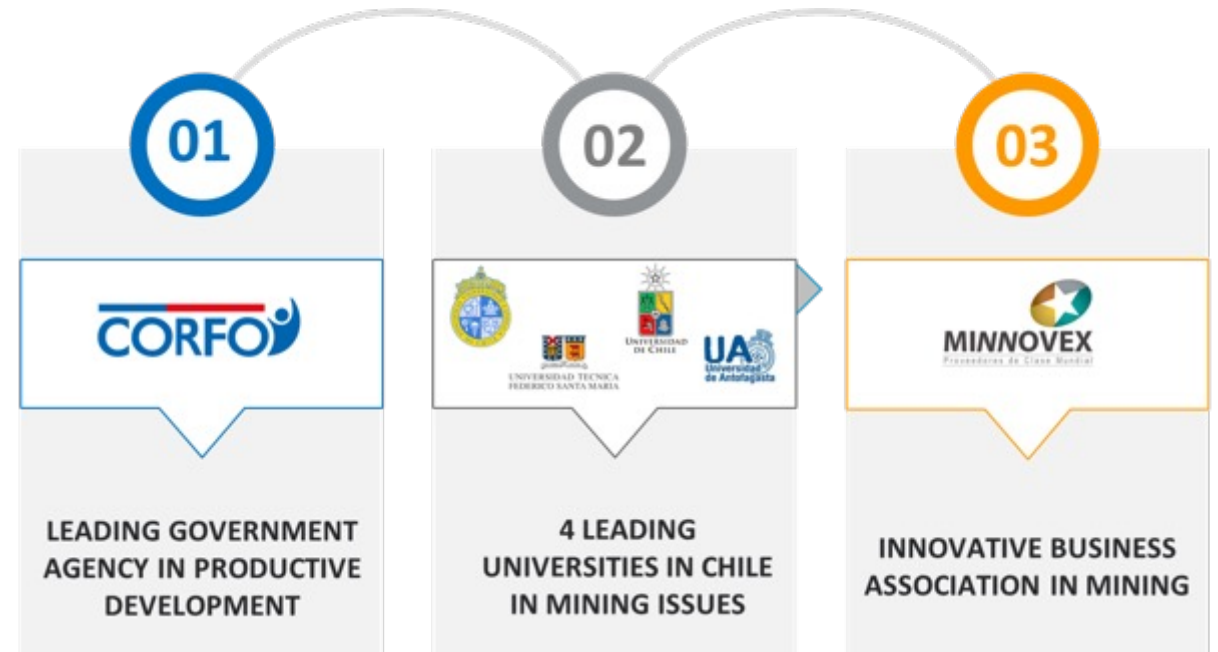 01
CORFO
LEADING GOVERNMENT
AGENCY IN PRODUCTIVE
DEVELOPMENT
02
UNIVERSIDAD TECNICA
FEDERICO SANTA MARIA
UNIVERSIDAD
DE CHILE
UA
Universidad
de Antofagasta
4 LEADING
UNIVERSITIES IN CHILE
IN MINING ISSUES
03
MINNOVEX
Proveedores de Clase Mundial
INNOVATIVE BUSINESS
ASSOCIATION IN MINING